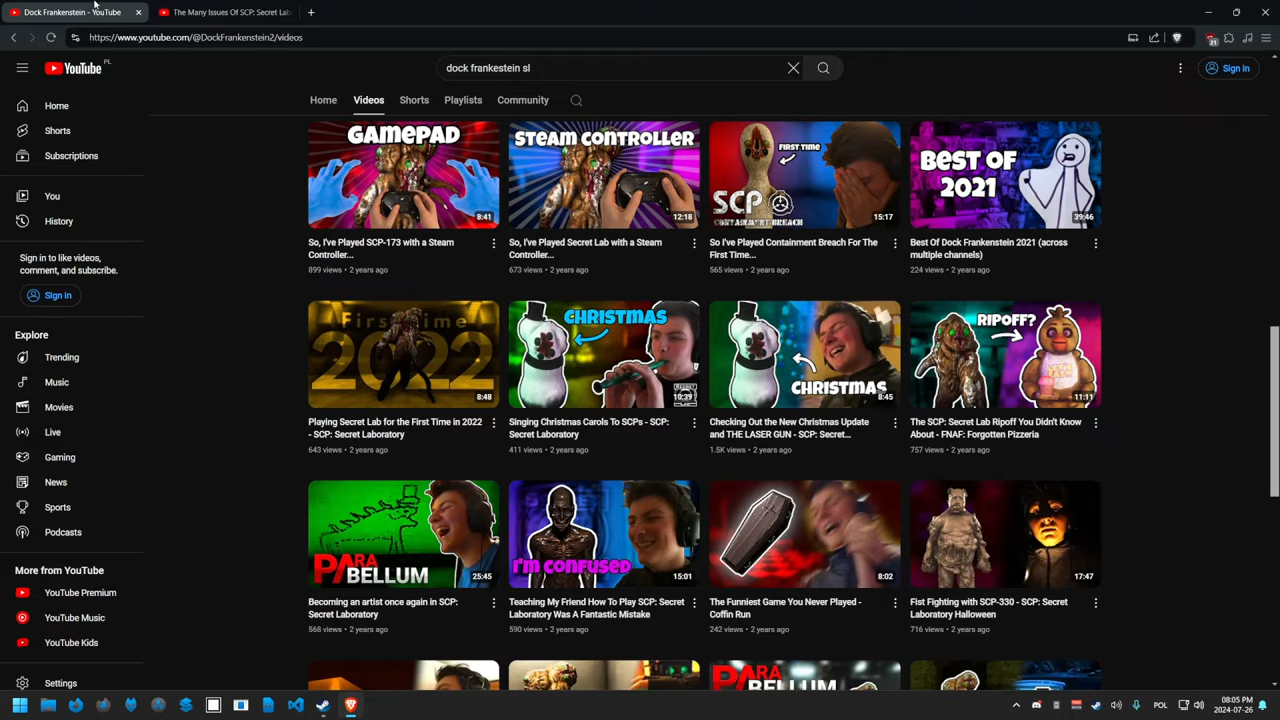 Dock Frankenstein - YouTube
The Many Issues Of SCP: Secret Lab
https://www.youtube.com/@DockFrankenstein2/videos
21
YouTube PL
dock frankestein sl
Sign in
Home
Shorts
Subscriptions
You
History
Sign in to like videos,
comment, and subscribe.
Sign in
Explore
Trending
Music
Movies
Live
Gaming
News
Sports
Podcasts
More from YouTube
YouTube Premium
YouTube Music
YouTube Kids
Settings
Home Videos Shorts Playlists Community
GAMEPAD
8:41
So, I've Played SCP-173 with a Steam
Controller...
899 views • 2 years ago
STEAM CONTROLLER
12:18
So, I've Played Secret Lab with a Steam
Controller...
673 views • 2 years ago
FIRST TIME
SCP
CONTAINMENT BREACH
15:17
So I've Played Containment Breach For The
First Time...
565 views • 2 years ago
BEST OF
2021
39:46
Best Of Dock Frankenstein 2021 (across
multiple channels)
224 views • 2 years ago
First Time
2022
8:48
Playing Secret Lab for the First Time in 2022
- SCP: Secret Laboratory
643 views • 2 years ago
CHRISTMAS
10:39
Singing Christmas Carols To SCPs - SCP:
Secret Laboratory
411 views • 2 years ago
CHRISTMAS
8:45
Checking Out the New Christmas Update
and THE LASER GUN - SCP: Secret...
1.5K views • 2 years ago
RIPOFF?
LET'S EAT!!!
11:11
The SCP: Secret Lab Ripoff You Didn't Know
About - FNAF: Forgotten Pizzeria
757 views • 2 years ago
PARA
BELLUM
25:45
Becoming an artist once again in SCP:
Secret Laboratory
568 views • 2 years ago
I'M CONFUSED
15:01
Teaching My Friend How To Play SCP: Secret
Laboratory Was A Fantastic Mistake
590 views • 2 years ago
8:02
The Funniest Game You Never Played -
Coffin Run
242 views • 2 years ago
17:47
Fist Fighting with SCP-330 - SCP: Secret
Laboratory Halloween
716 views • 2 years ago
PARA
POL
08:05 PM
2024-07-26